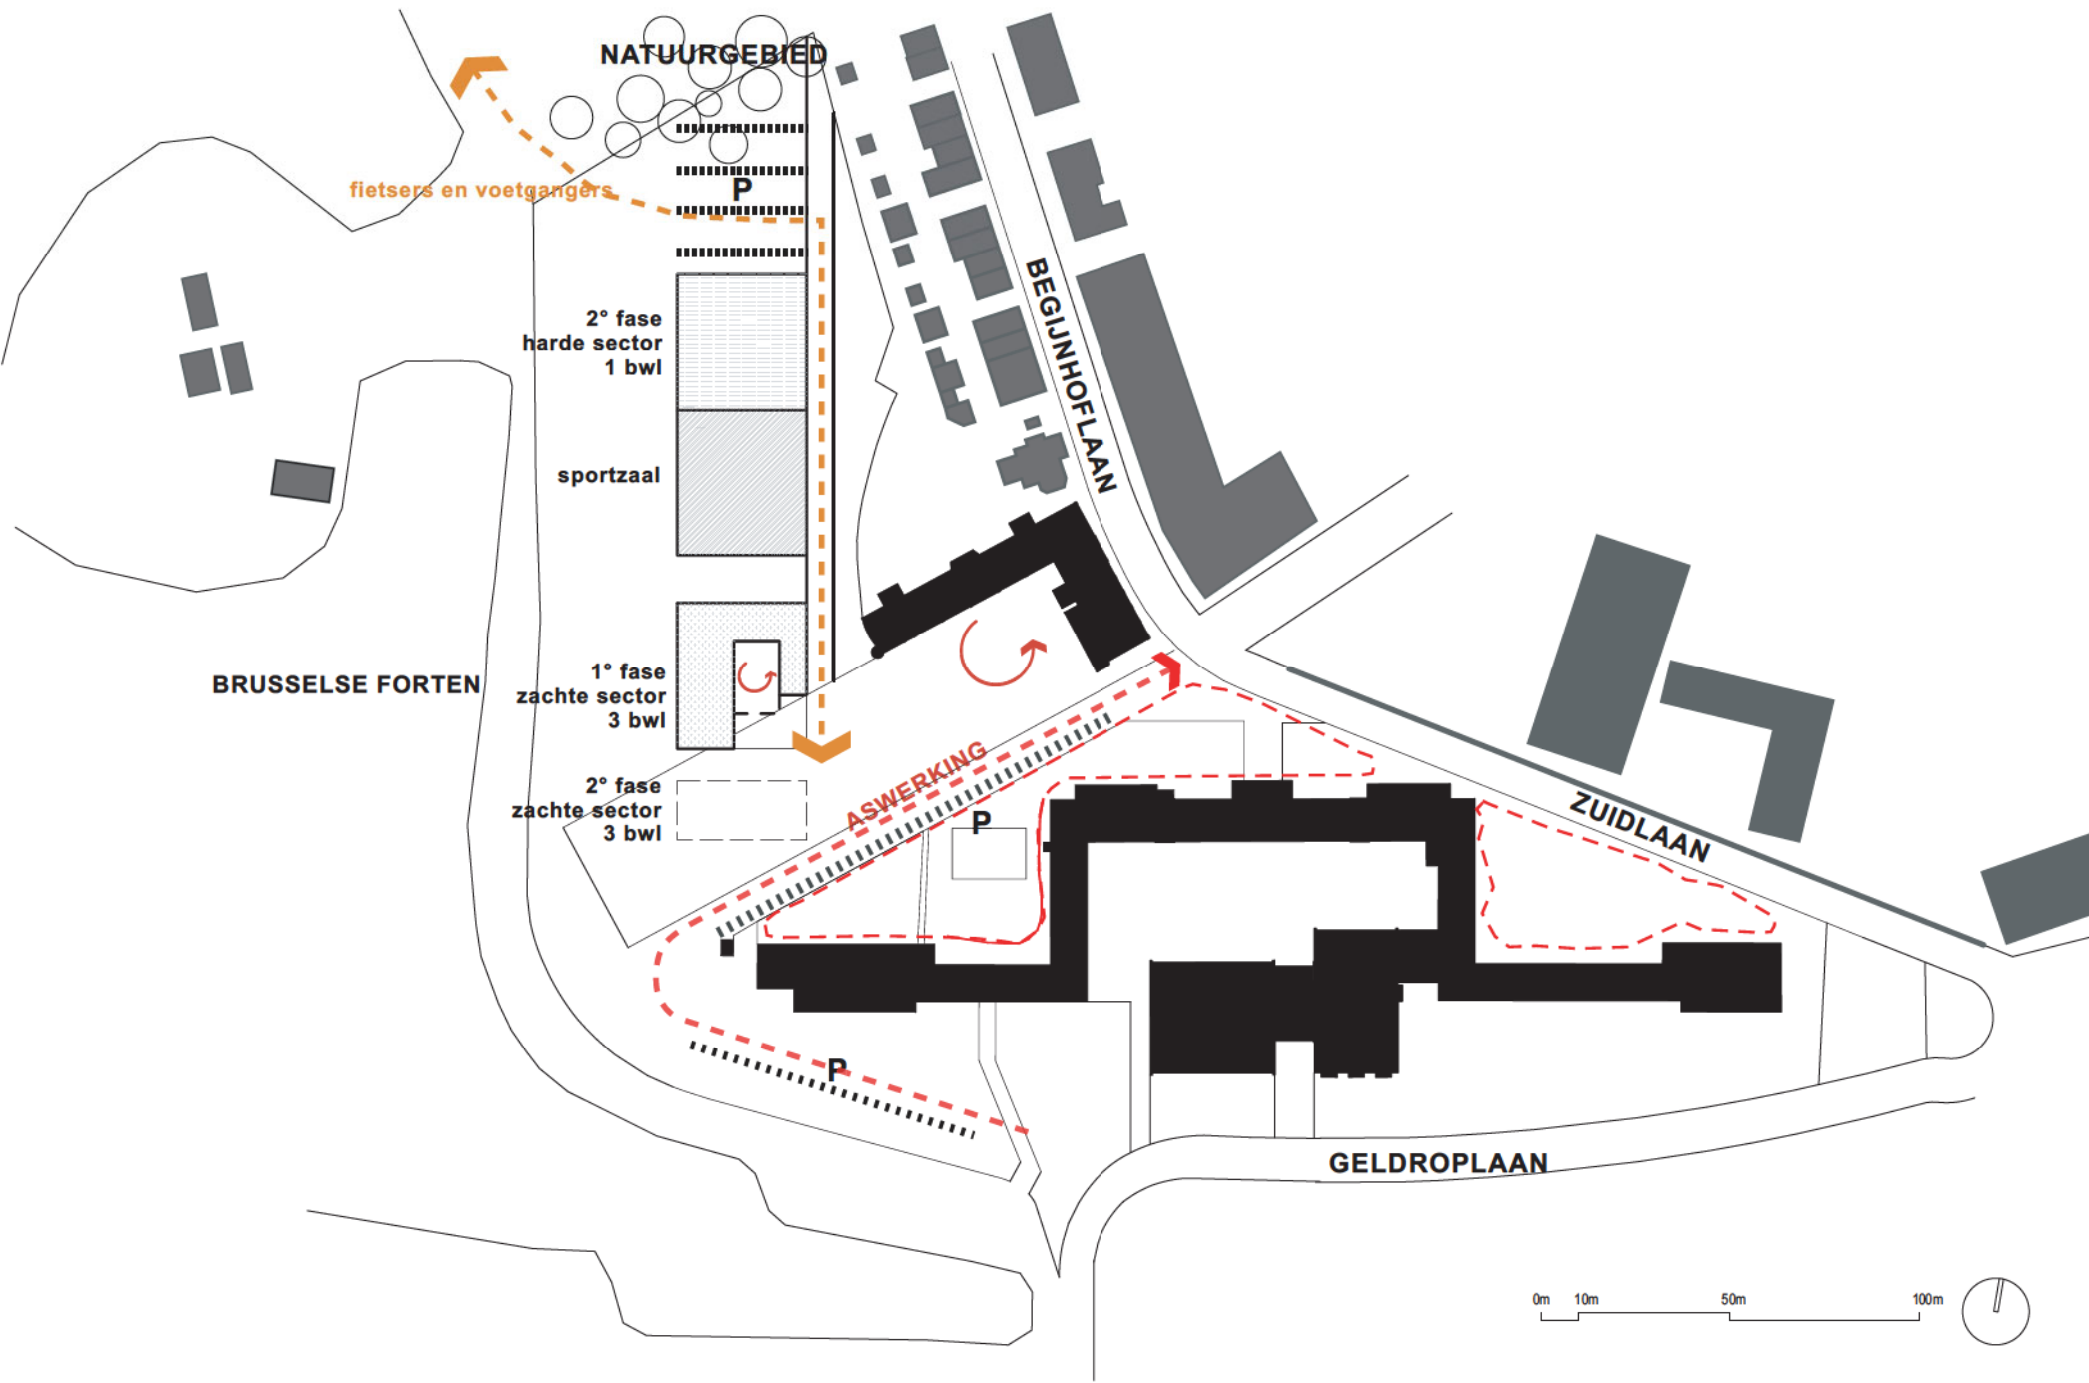 NATUURGEBIED
fietsers en voetgangers
P
BEGIJNHOFLAAN
2° fase
harde sector
1 bwl
sportzaal
BRUSSELSE FORTEN
1° fase
zachte sector
3 bwl
2° fase
zachte sector
3 bwl
ASWERKING
P
ZUIDLAAN
P
GELDROPLAAN
0m 10m 50m 100m